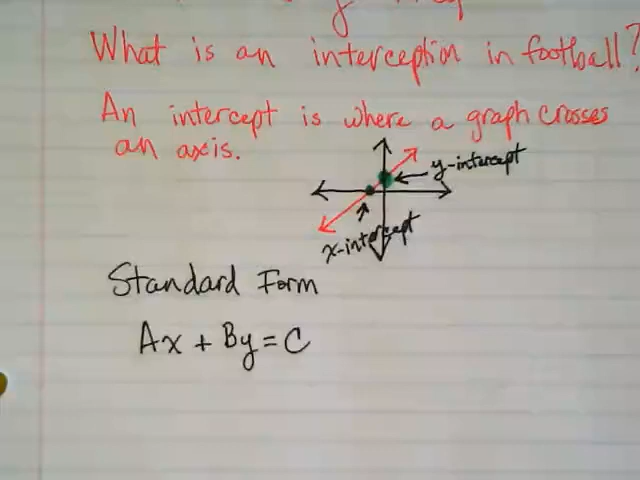 What is an interception in football?
An intercept is where a graph crosses
an axis.
y-intercept
x-intercept
Standard Form
Ax + By = C